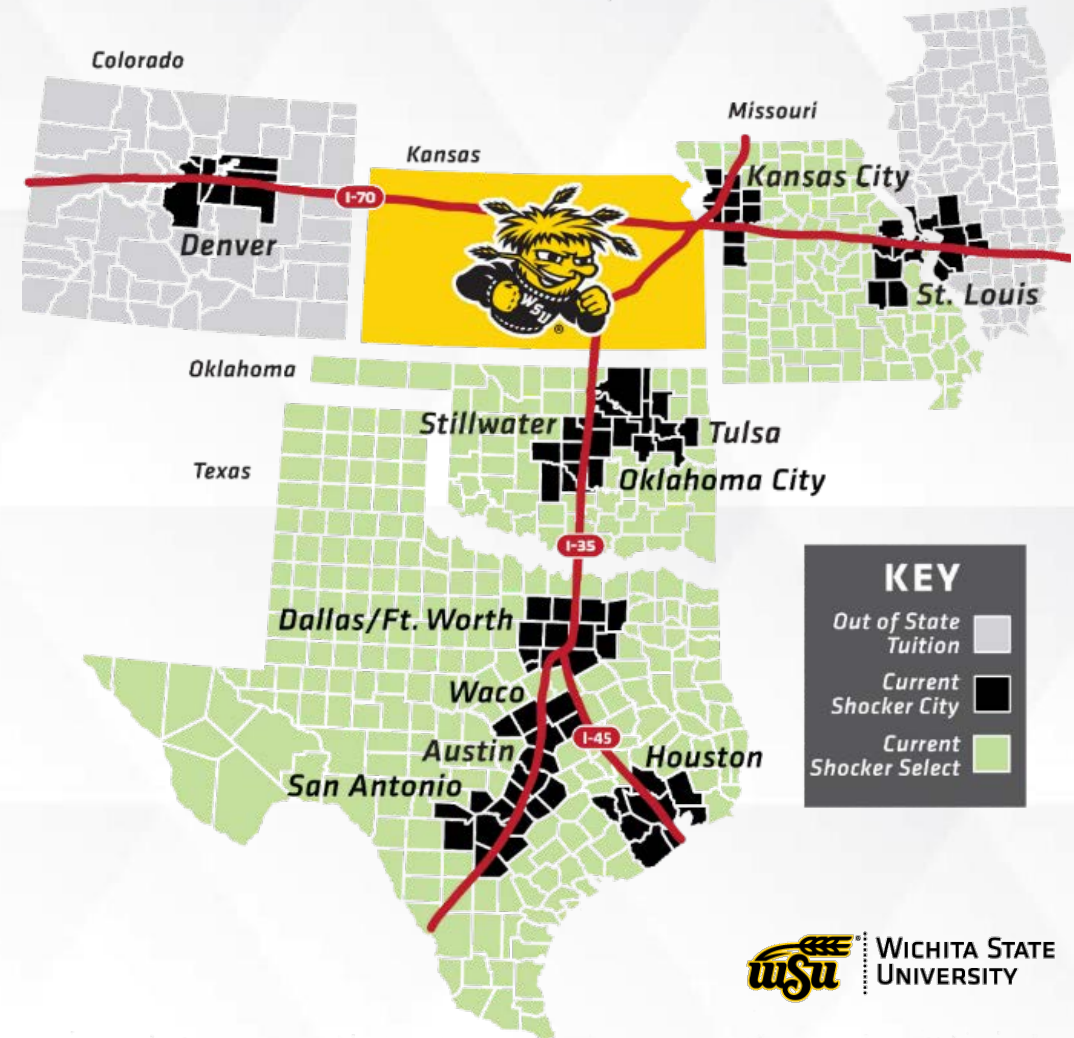 Colorado
Missouri
Kansas
Kansas City
I-70
Denver
WSU
®
St. Louis
Oklahoma
Stillwater
Tulsa
Texas
Oklahoma City
I-35
KEY
Out of State
Tuition
Current
Shocker City
Current
Shocker Select
Dallas/Ft. Worth
Waco
I-45
Austin
Houston
San Antonio
wsu®
WICHITA STATE
UNIVERSITY